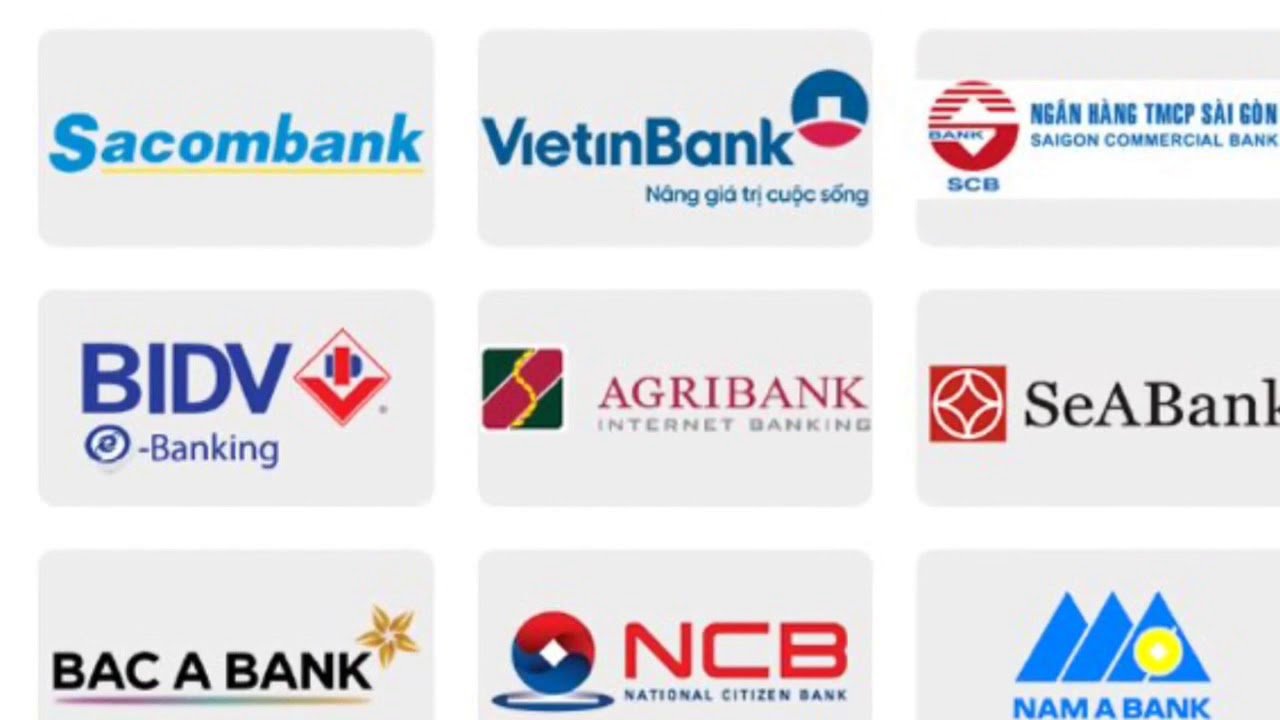 Sacombank
VietinBank
Nâng giá trị cuộc sống
BANK
SCB
NGÂN HÀNG TMCP SÀI GÒN
SAIGON COMMERCIAL BANK
BIDV
e-Banking
AGRIBANK
INTERNET BANKING
SeABank
BAC A BANK
NCB
NATIONAL CITIZEN BANK
NAM A BANK